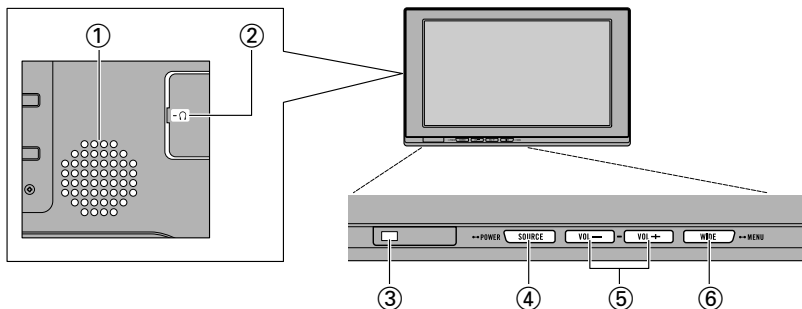 ① ②
POWER SOURCE VOL – VOL + WIDE MENU
③ ④ ⑤ ⑥